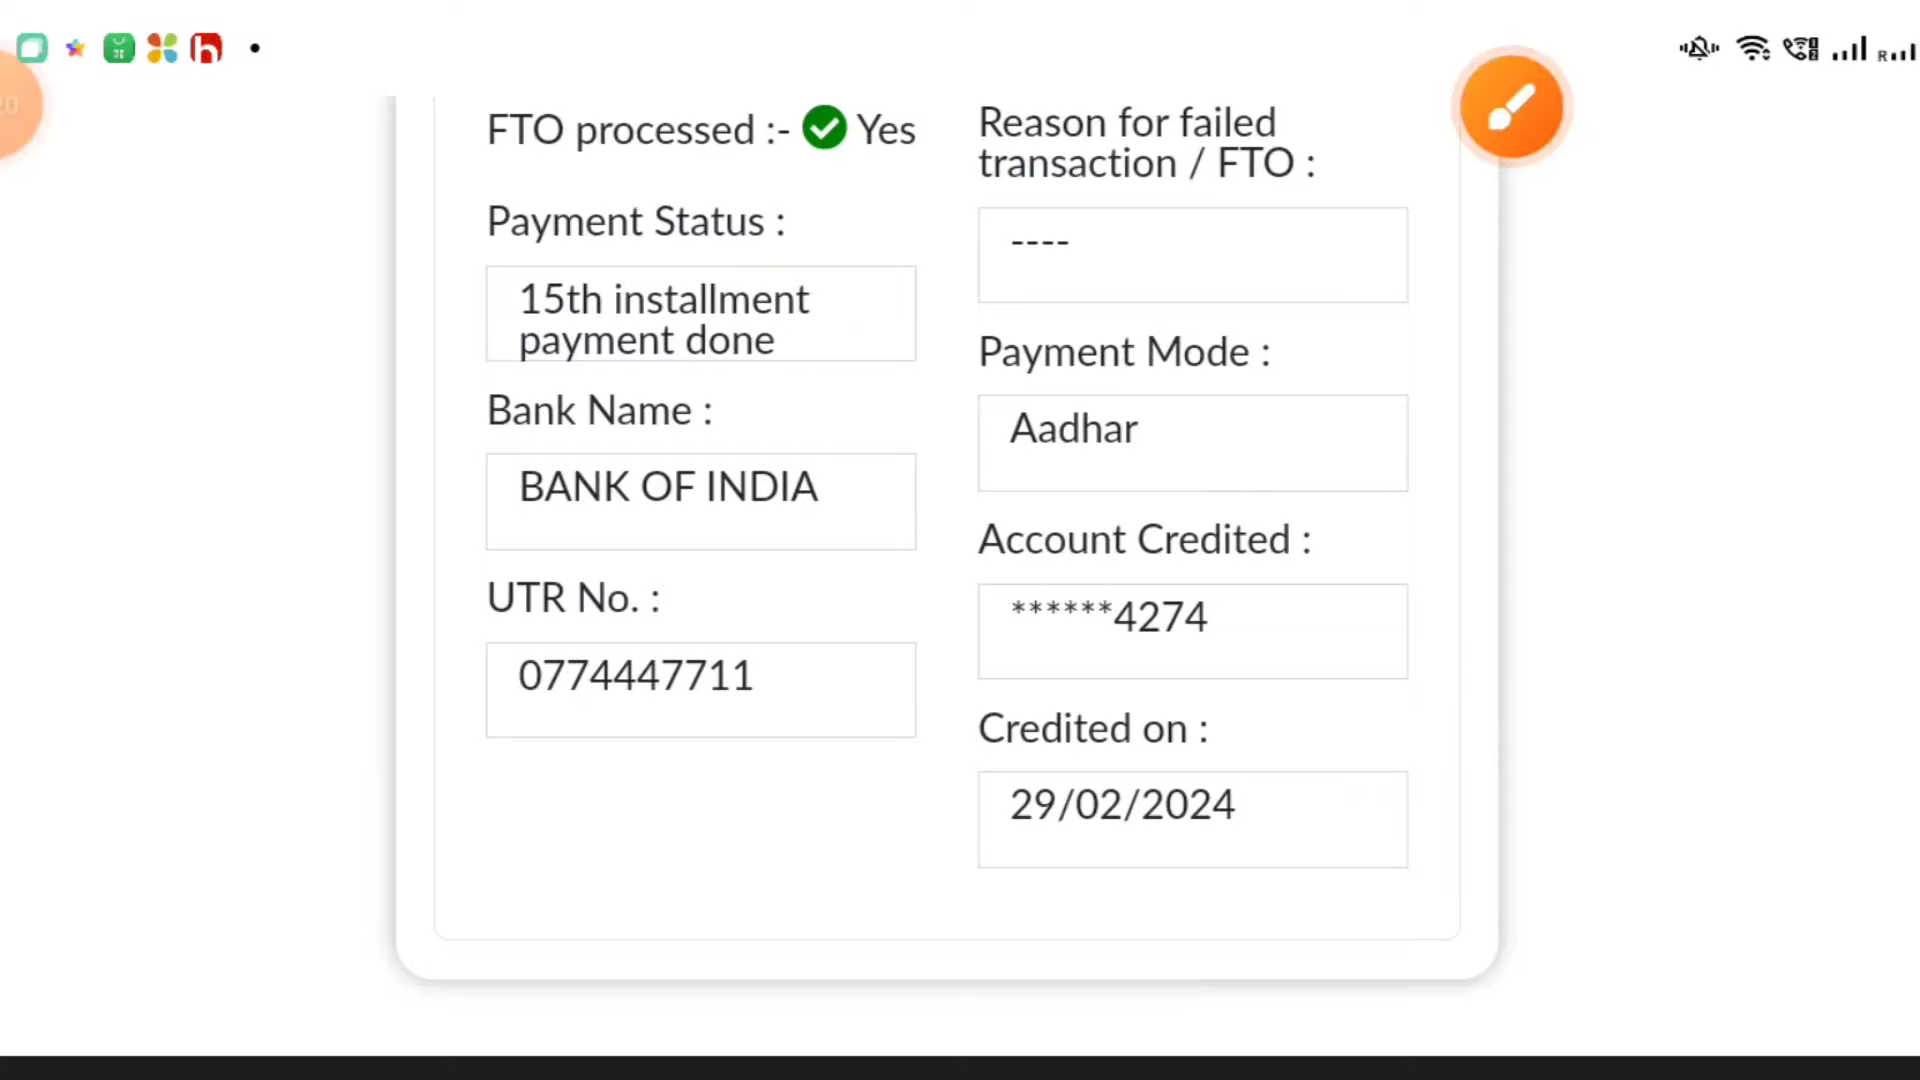 FTO processed :- Yes
Payment Status :
15th installment
payment done
Bank Name :
BANK OF INDIA
UTR No. :
0774447711
Reason for failed
transaction / FTO :
----
Payment Mode :
Aadhar
Account Credited :
******4274
Credited on :
29/02/2024